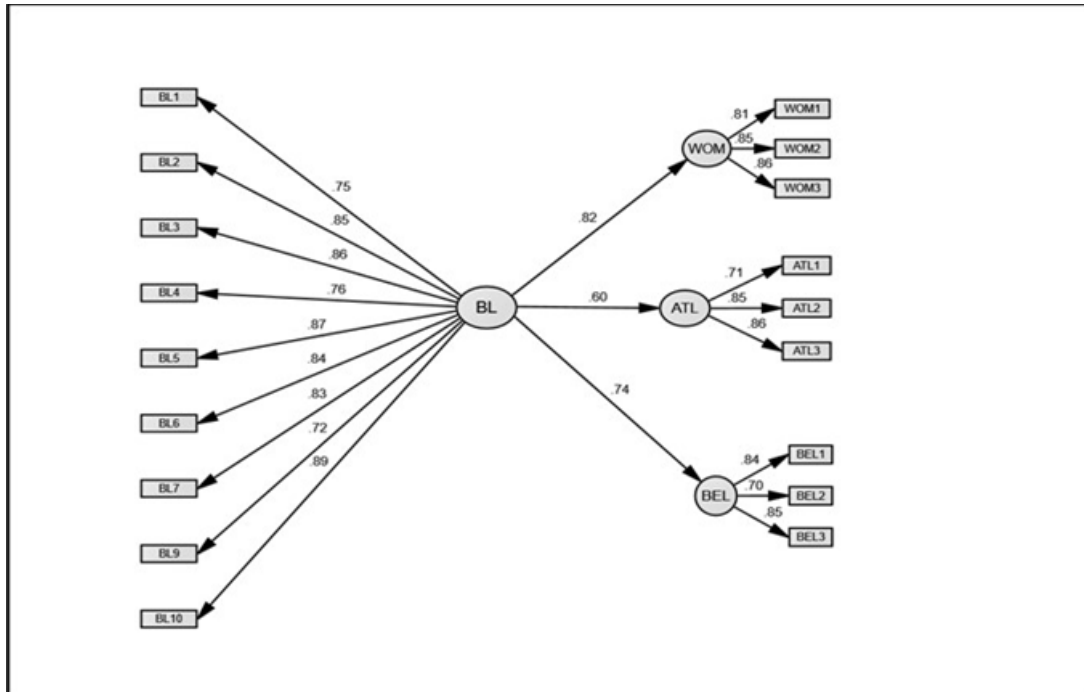 BL1
BL2
BL3
BL4
BL5
BL6
BL7
BL9
BL10
.75
.85
.86
.76
.87
.84
.83
.72
.89
BL
.82
.60
.74
WOM
.81
.85
.86
WOM1
WOM2
WOM3
ATL
.71
.85
.86
ATL1
ATL2
ATL3
BEL
.84
.70
.85
BEL1
BEL2
BEL3